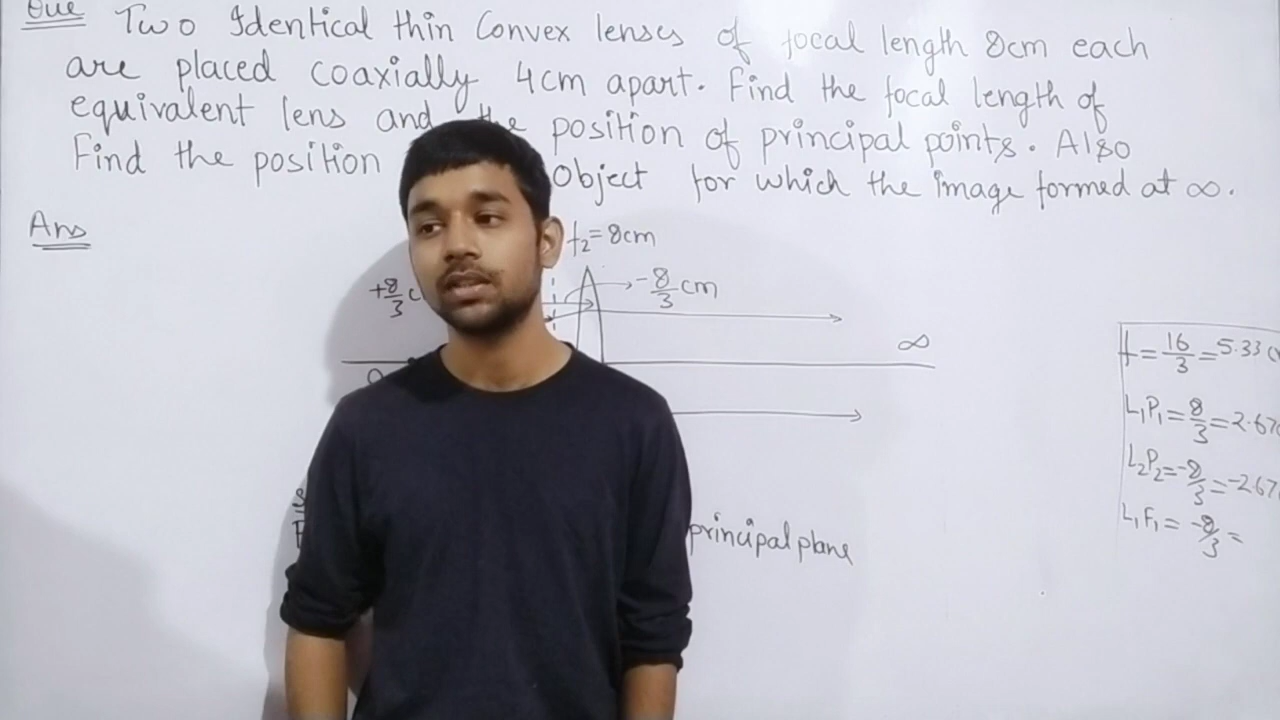 Que Two Identical thin Convex lenses of focal length 8cm each
are placed coaxially 4cm apart. Find the focal length of
equivalent lens and the position of principal points. Also
Find the position Object for which the image formed at ∞.
Ans
f₂=8cm
+8/3 c
-8/3 cm
∞
f=16/3=5.33
L₁P₁=8/3=2.67
L₂P₂=-8/3=-2.67
L₁F₁=-8/3=
principal plane